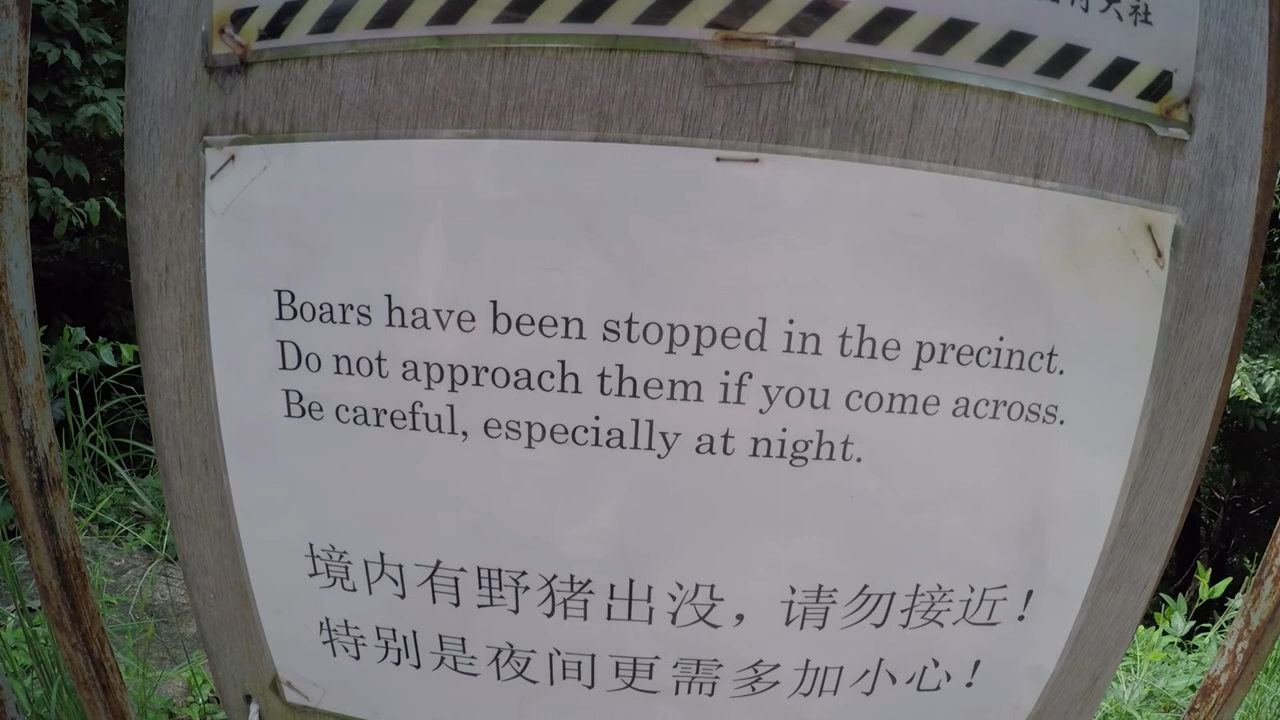 大社
Boars have been stopped in the precinct.
Do not approach them if you come across.
Be careful, especially at night.
境内有野猪出没，请勿接近！
特别是夜间更需多加小心！